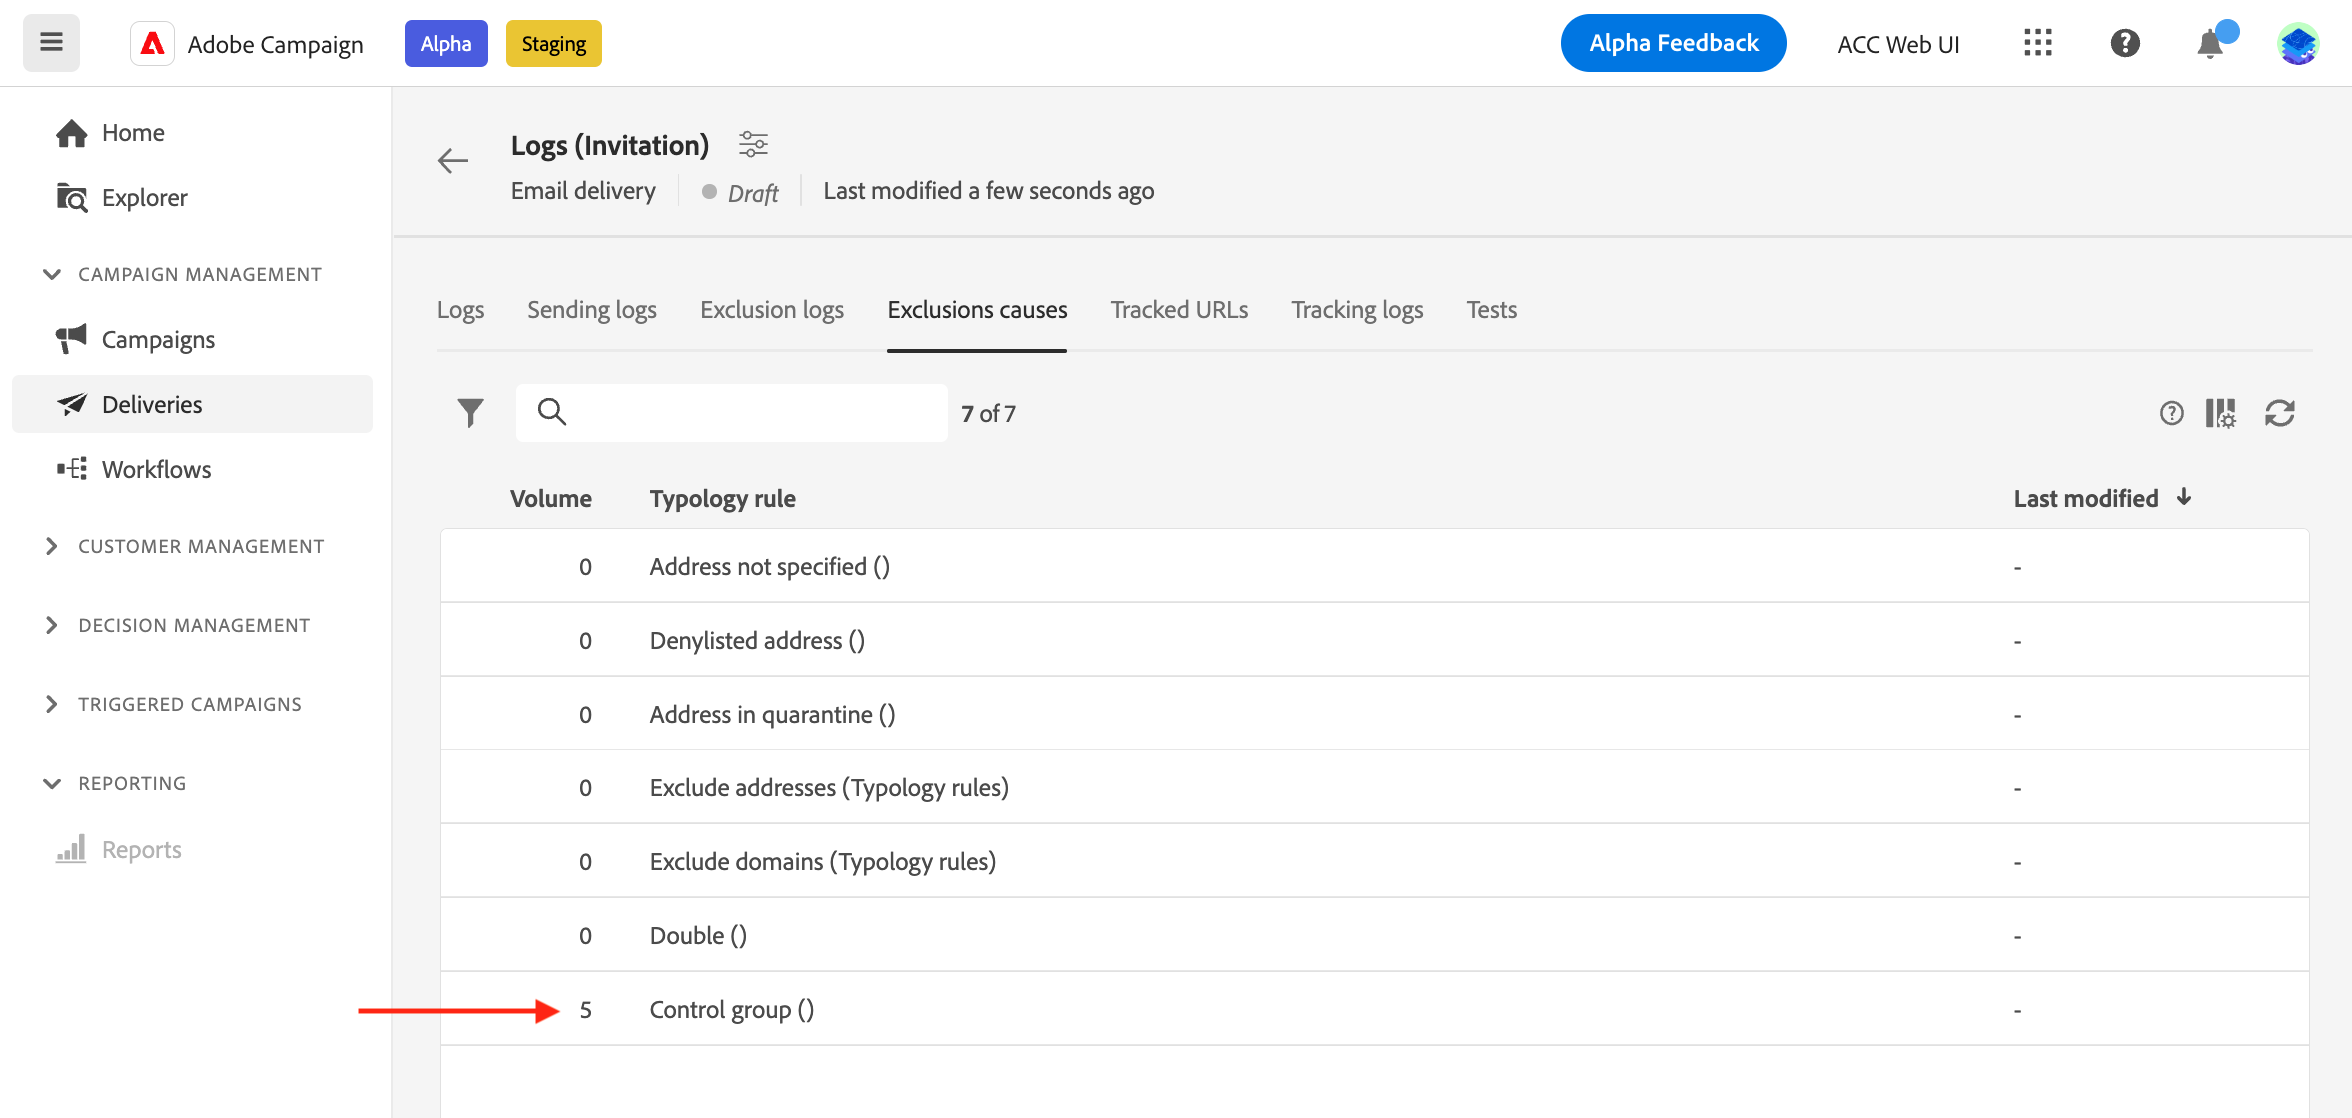 Adobe Campaign
Alpha
Staging
Alpha Feedback
ACC Web UI
Home
Explorer
CAMPAIGN MANAGEMENT
Campaigns
Deliveries
Workflows
CUSTOMER MANAGEMENT
DECISION MANAGEMENT
TRIGGERED CAMPAIGNS
REPORTING
Reports
Logs (Invitation)
Email delivery Draft Last modified a few seconds ago
Logs Sending logs Exclusion logs Exclusions causes Tracked URLs Tracking logs Tests
7 of 7
Volume Typology rule Last modified
0 Address not specified () -
0 Denylisted address () -
0 Address in quarantine () -
0 Exclude addresses (Typology rules) -
0 Exclude domains (Typology rules) -
0 Double () -
5 Control group () -